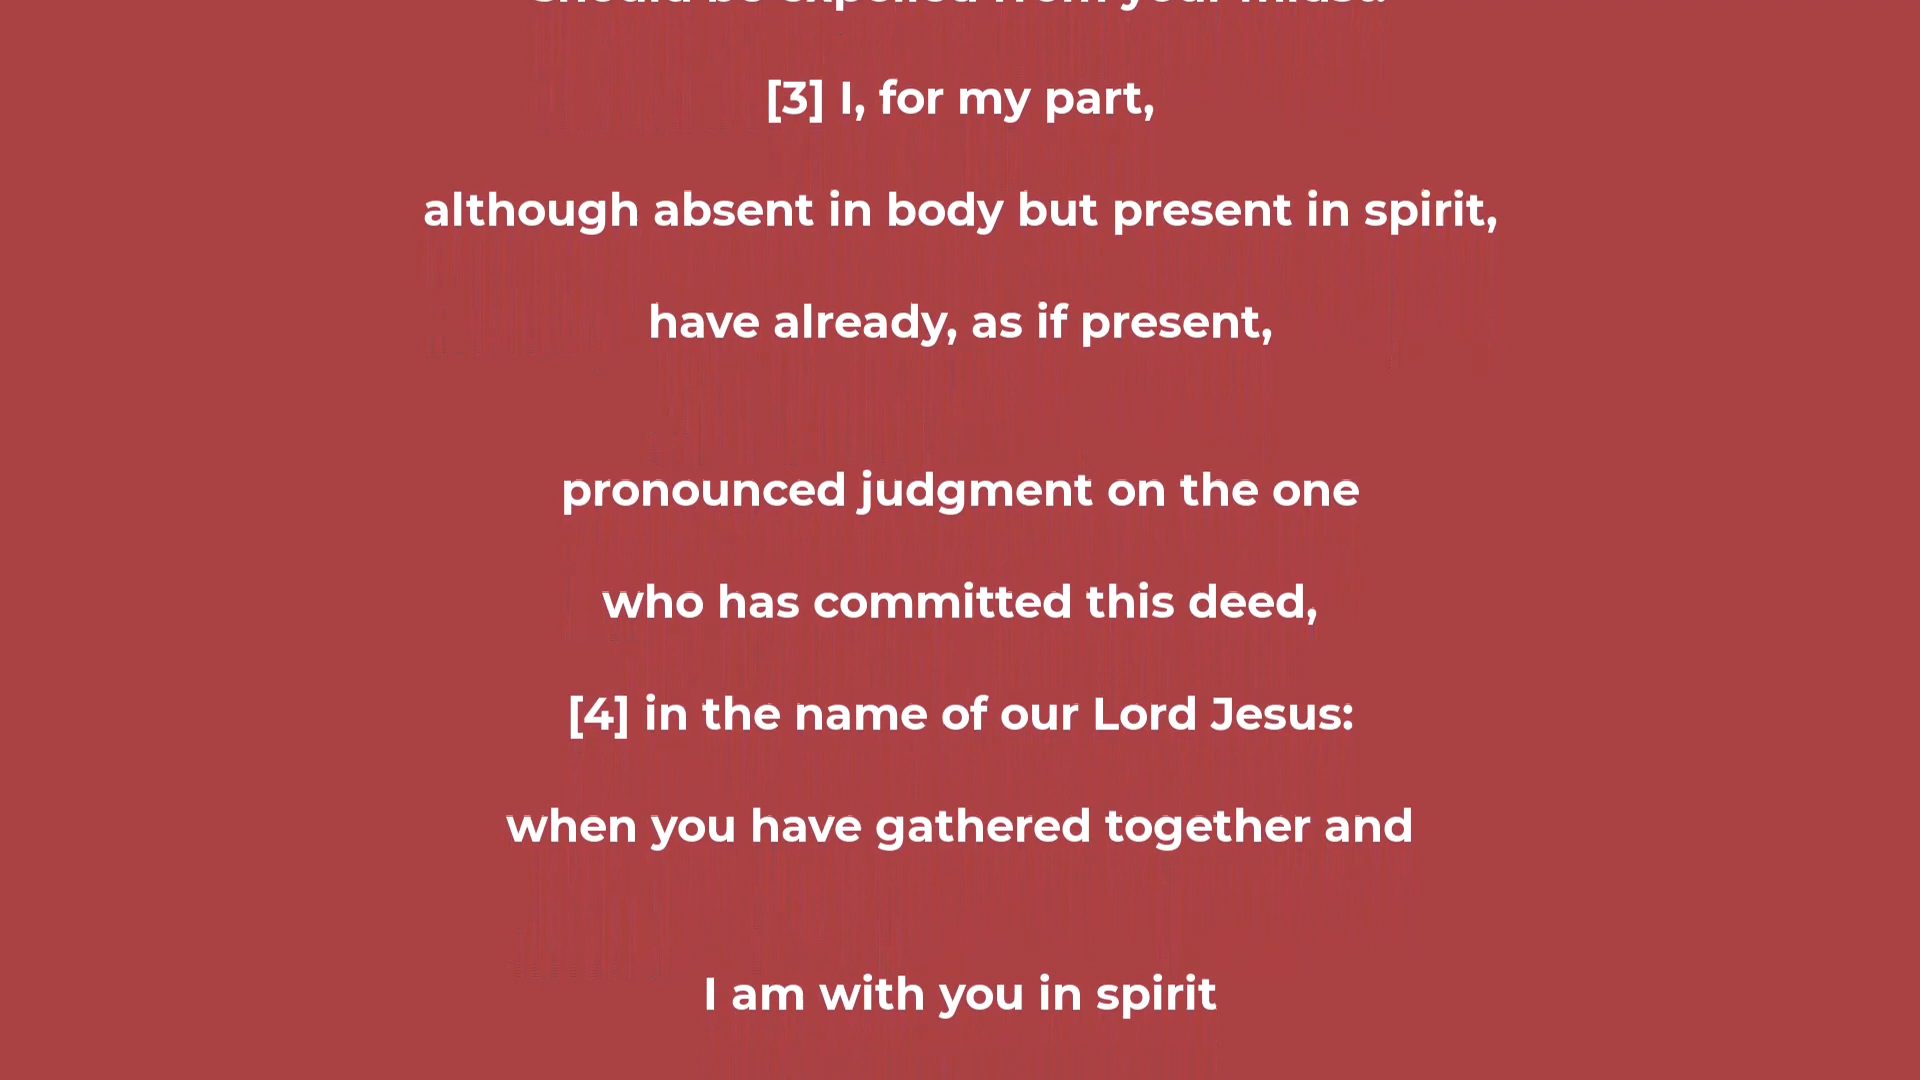 should be expelled from your midst.
[3] I, for my part,
although absent in body but present in spirit,
have already, as if present,
pronounced judgment on the one
who has committed this deed,
[4] in the name of our Lord Jesus:
when you have gathered together and
I am with you in spirit